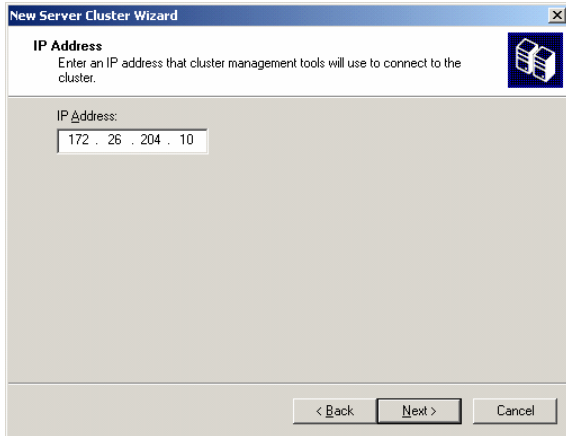 New Server Cluster Wizard
IP Address
Enter an IP address that cluster management tools will use to connect to the
cluster.
IP Address:
172 . 26 . 204 . 10
< Back
Next >
Cancel